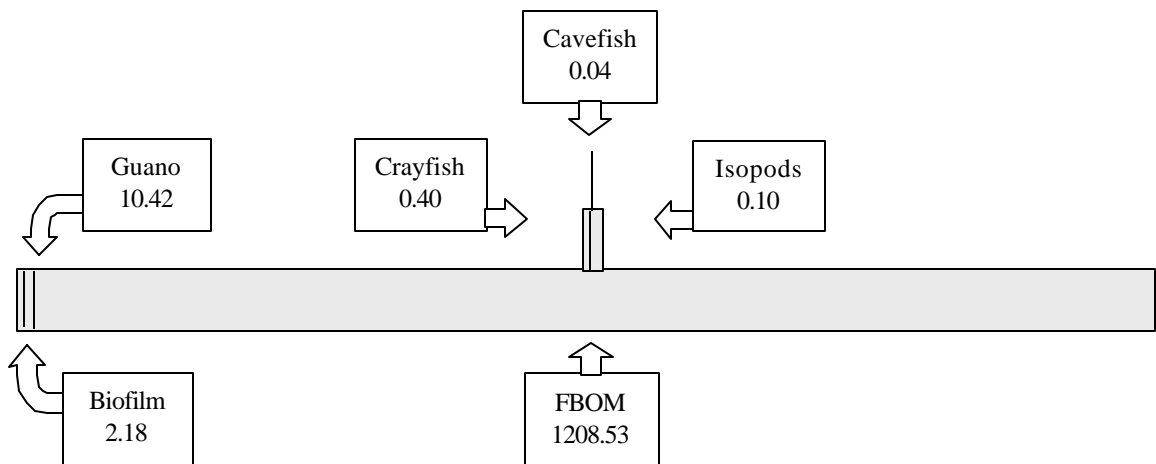 Cavefish
0.04
Guano
10.42
Crayfish
0.40
Isopods
0.10
Biofilm
2.18
FBOM
1208.53